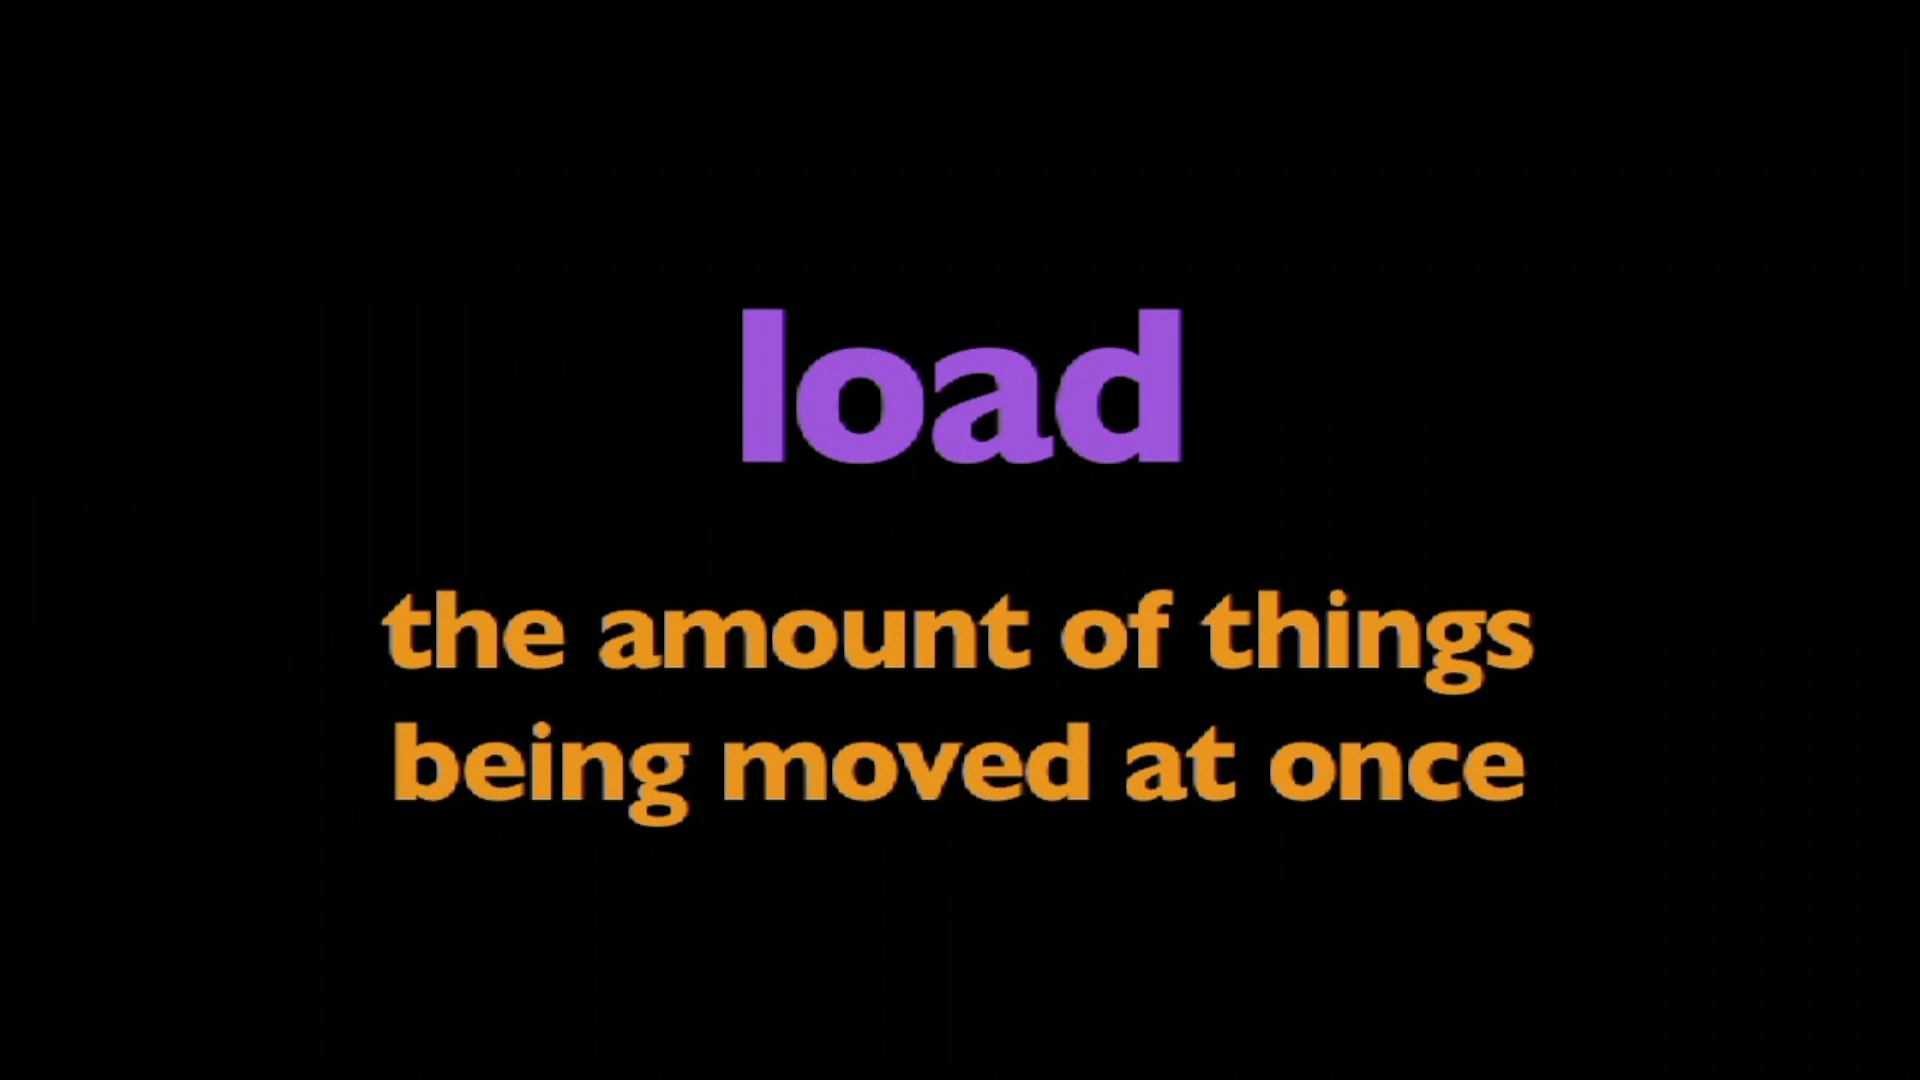 load
the amount of things
being moved at once